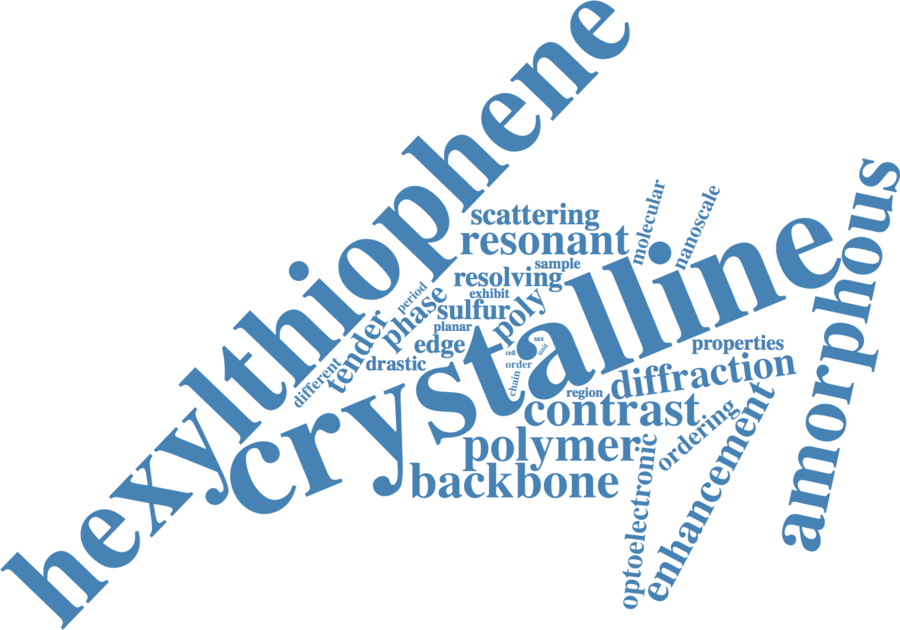 hexylthiophene
crystalline
amorphous
scattering
resonant
molecular
nanoscale
sample
resolving
exhibit
period
phase
sulfur
poly
planar
tender
edge
drastic
different
sax
cell
unit
order
chain
region
properties
diffraction
contrast
polymer
backbone
ordering
optoelectronic
enhancement